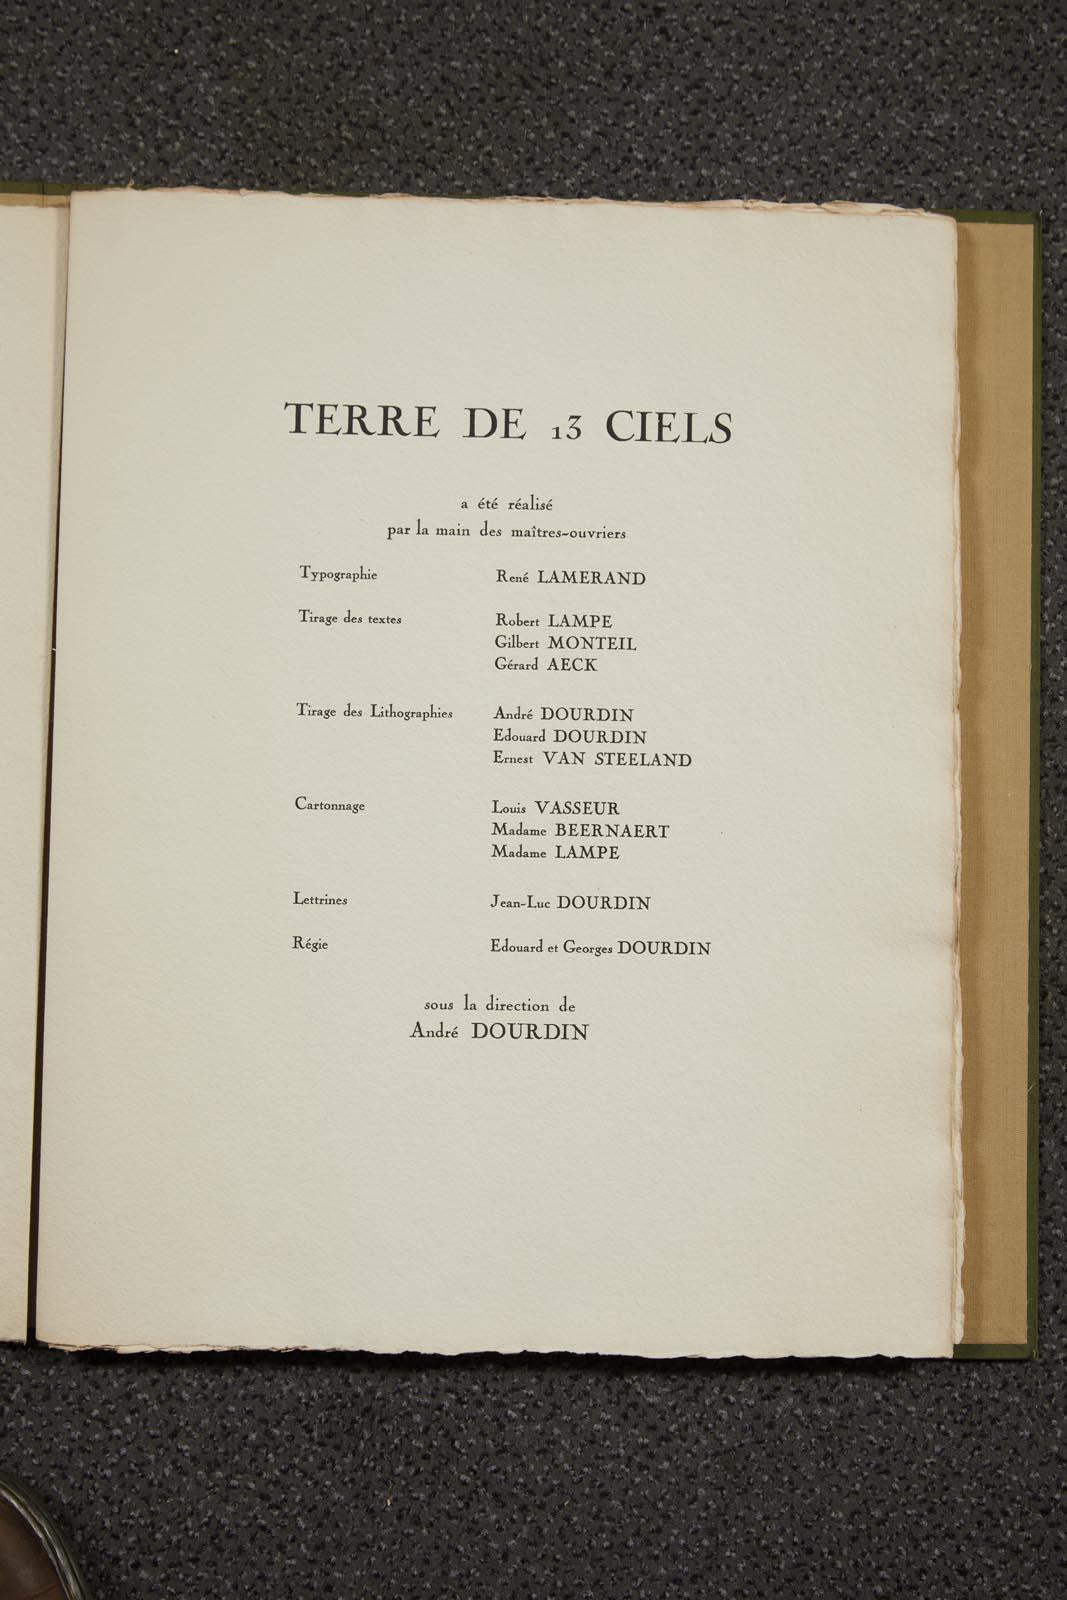 TERRE DE 13 CIELS
a été réalisé
par la main des maîtres-ouvriers
Typographie René LAMERAND
Tirage des textes Robert LAMPE
Gilbert MONTEIL
Gérard AECK
Tirage des Lithographies André DOURDIN
Edouard DOURDIN
Ernest VAN STEELAND
Cartonnage Louis VASSEUR
Madame BEERNAERT
Madame LAMPE
Lettrines Jean-Luc DOURDIN
Régie Edouard et Georges DOURDIN
sous la direction de
André DOURDIN